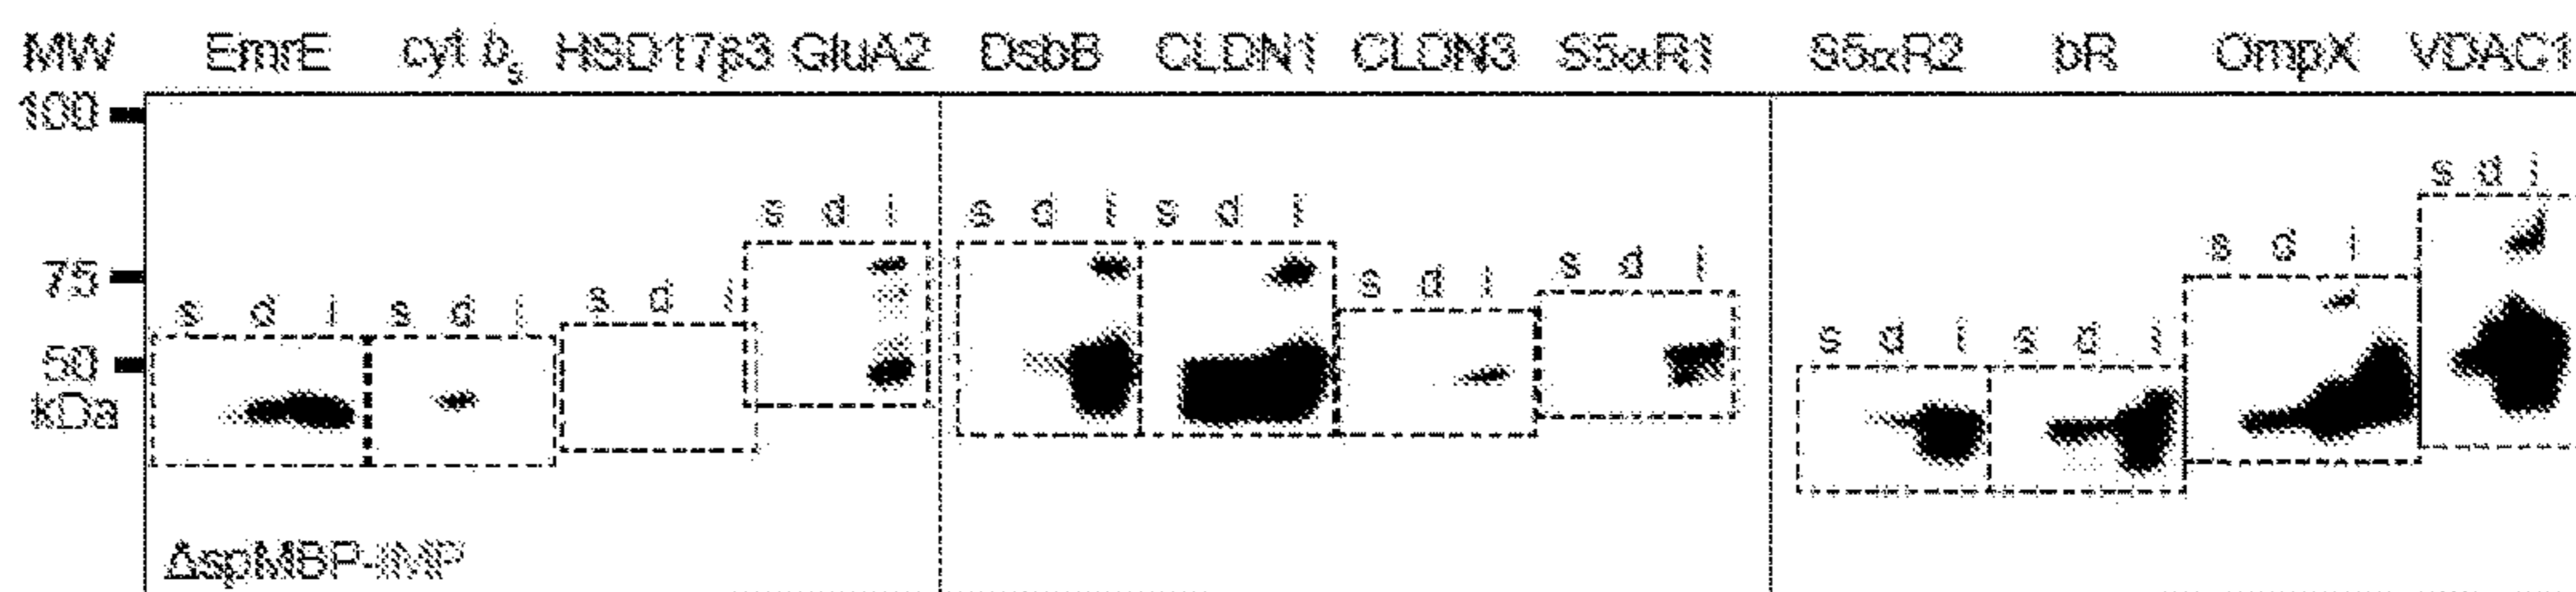 MW EmrE cyt b5 HSD17β3 GluA2 DsbB CLDN1 CLDN3 S5αR1 S5αR2 bR OmpX VDAC1
100
s d i
s d i s d i s d i
s d i
75 s d i s d i
s d i
s d i s d i
s d i s d i
50
kDa
ΔspMBP-IMP